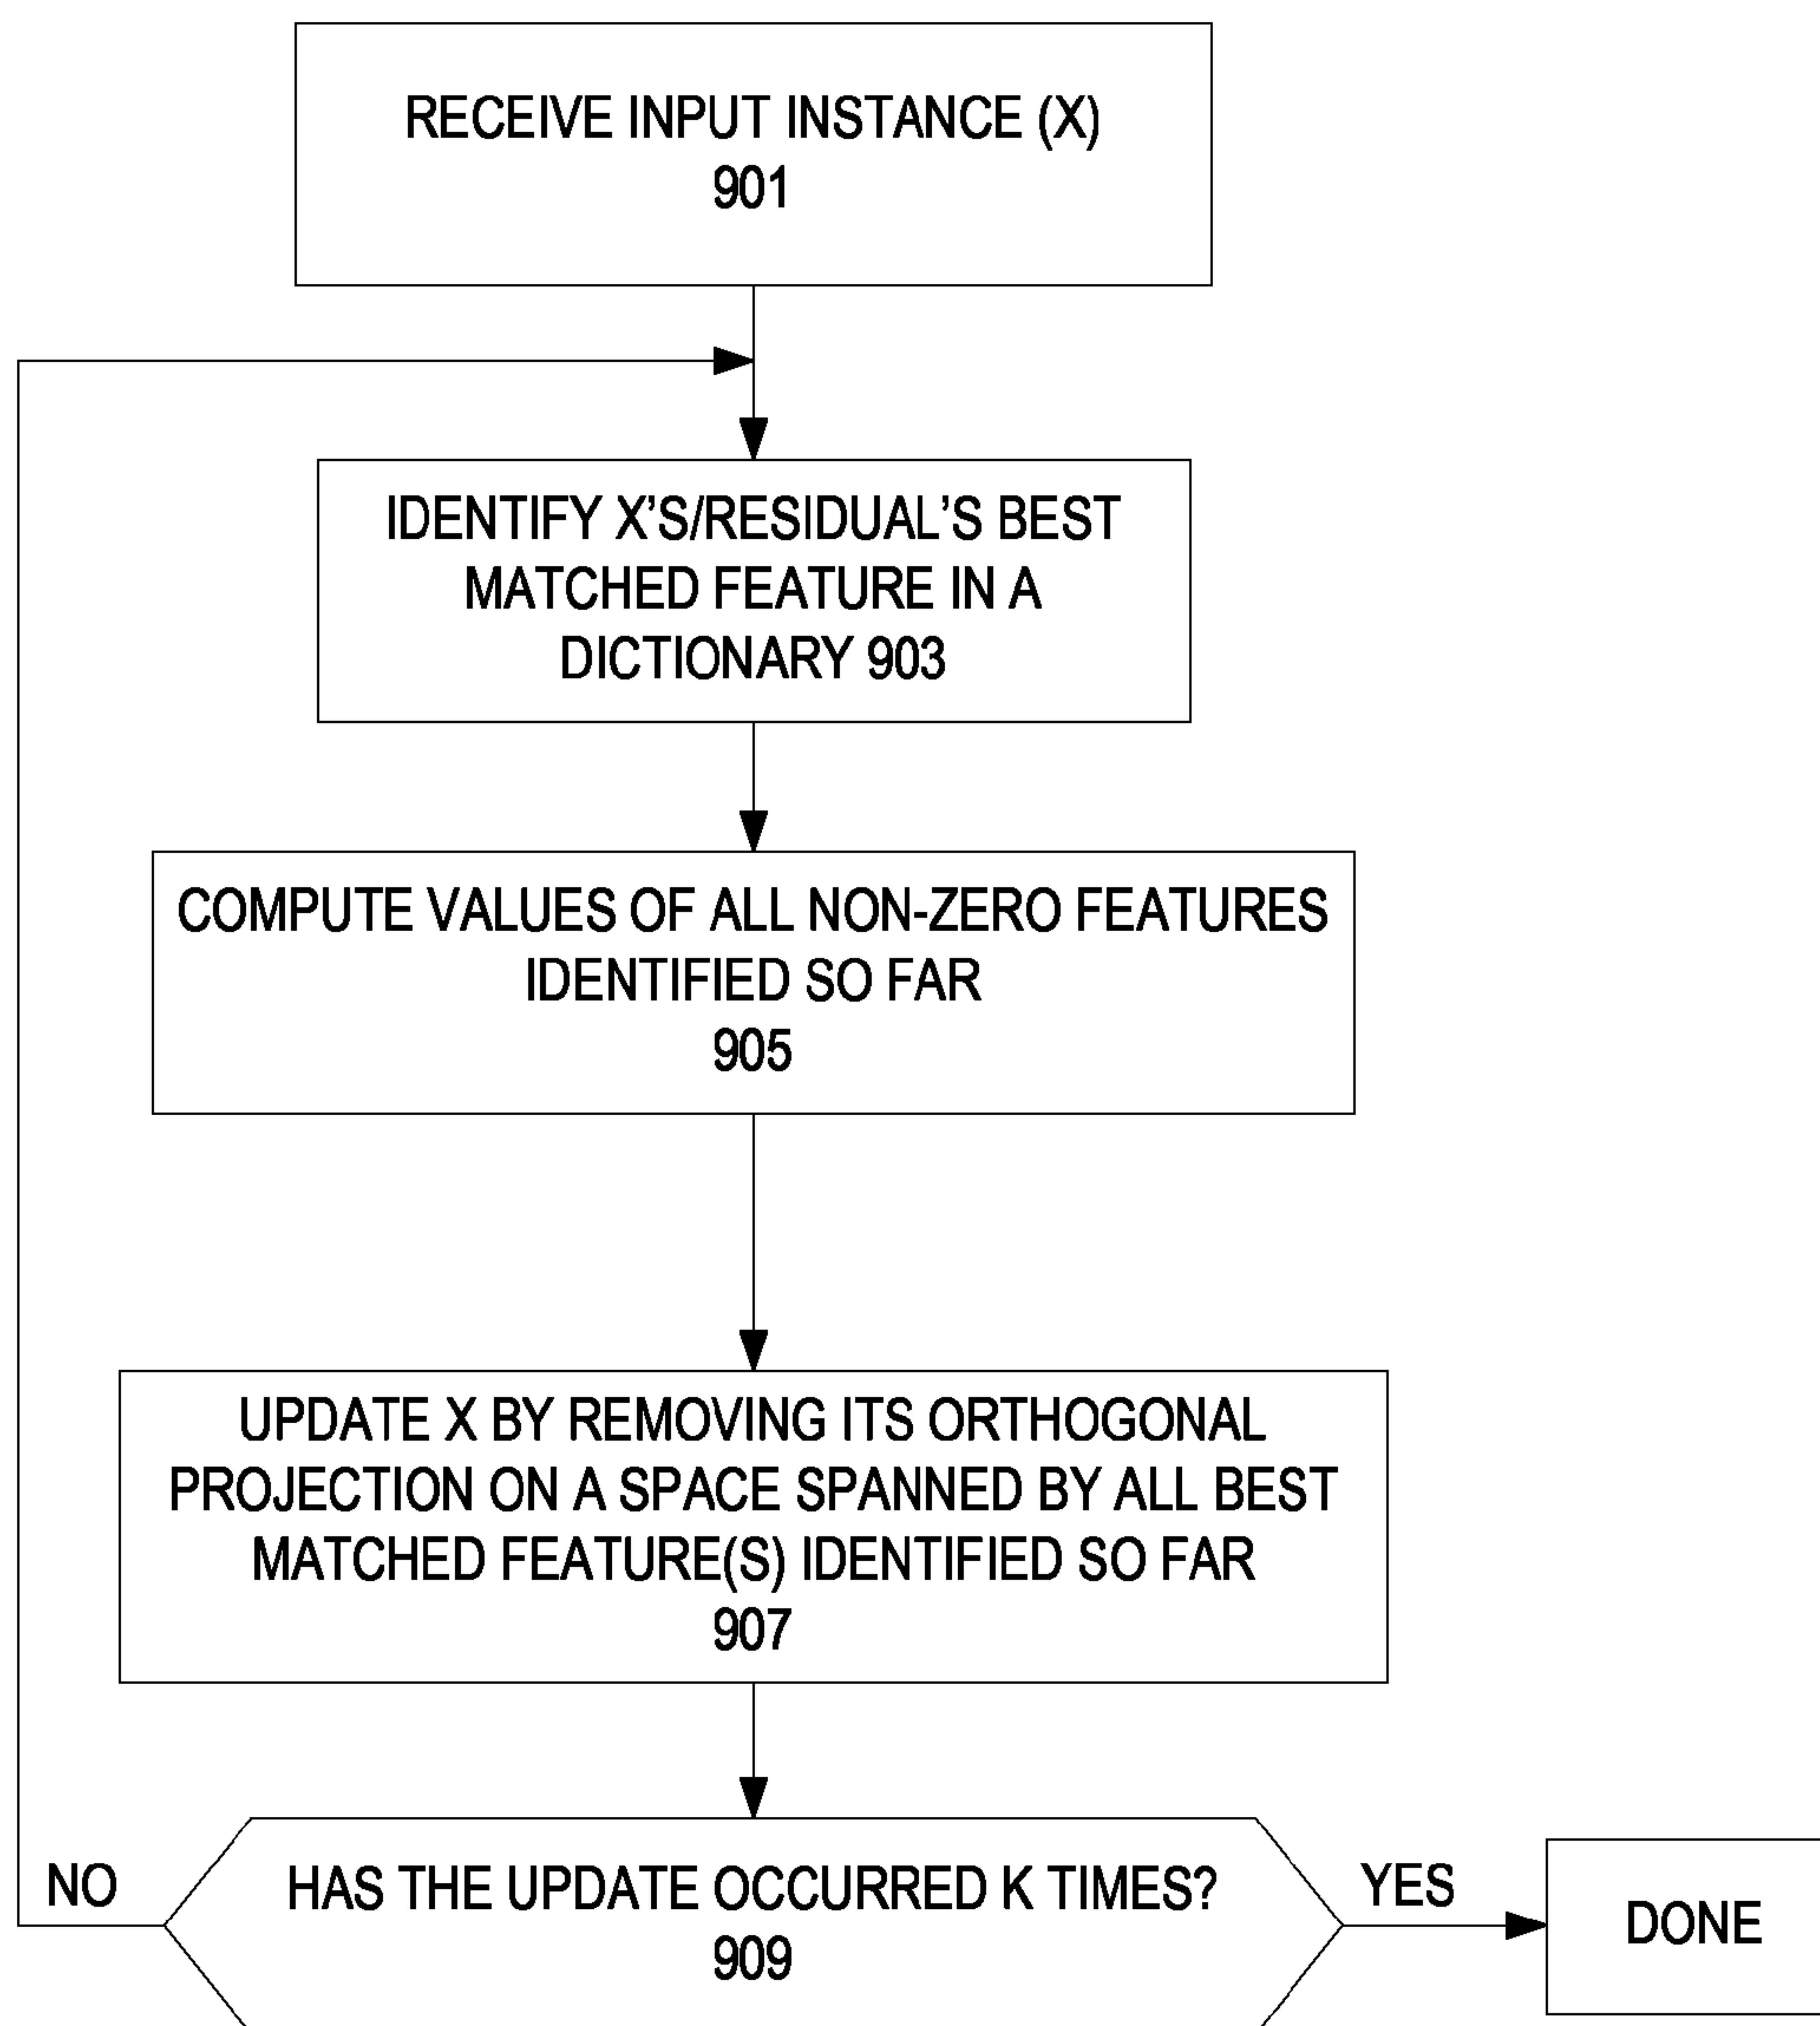 RECEIVE INPUT INSTANCE (X)
901
IDENTIFY X'S/RESIDUAL'S BEST
MATCHED FEATURE IN A
DICTIONARY 903
COMPUTE VALUES OF ALL NON-ZERO FEATURES
IDENTIFIED SO FAR
905
UPDATE X BY REMOVING ITS ORTHOGONAL
PROJECTION ON A SPACE SPANNED BY ALL BEST
MATCHED FEATURE(S) IDENTIFIED SO FAR
907
NO
HAS THE UPDATE OCCURRED K TIMES?
909
YES
DONE